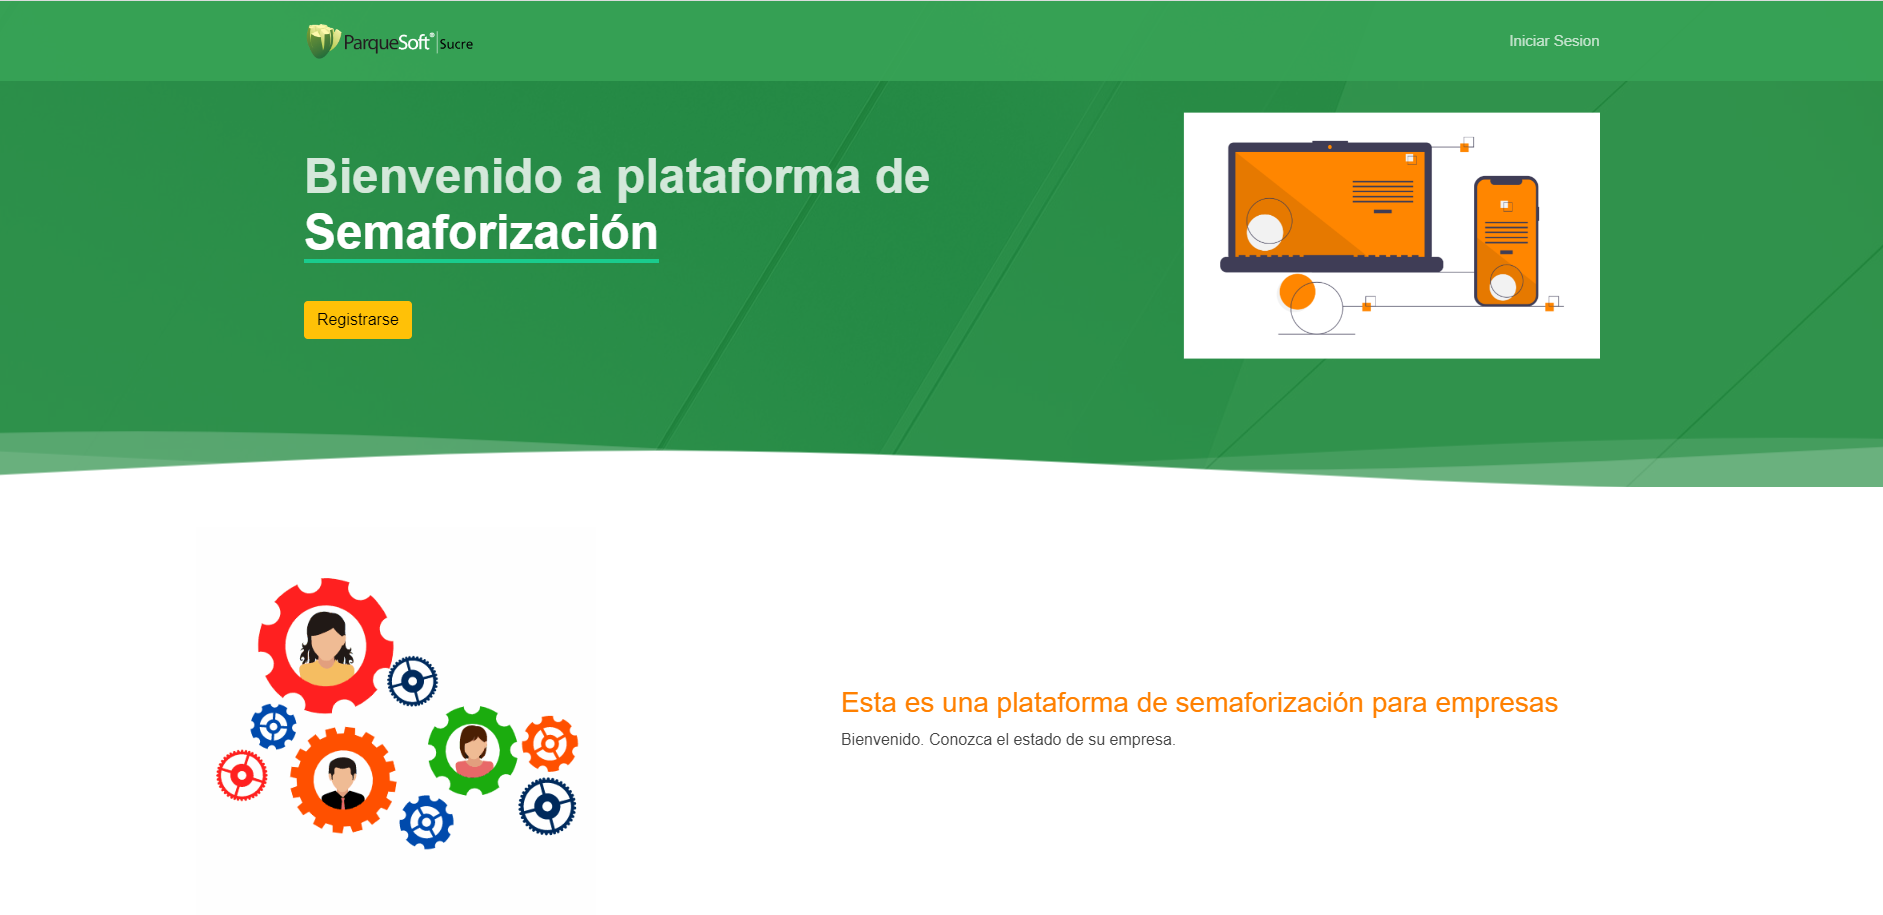 ParqueSoft® Sucre
Iniciar Sesion
Bienvenido a plataforma de
Semaforización
Registrarse
Esta es una plataforma de semaforización para empresas
Bienvenido. Conozca el estado de su empresa.